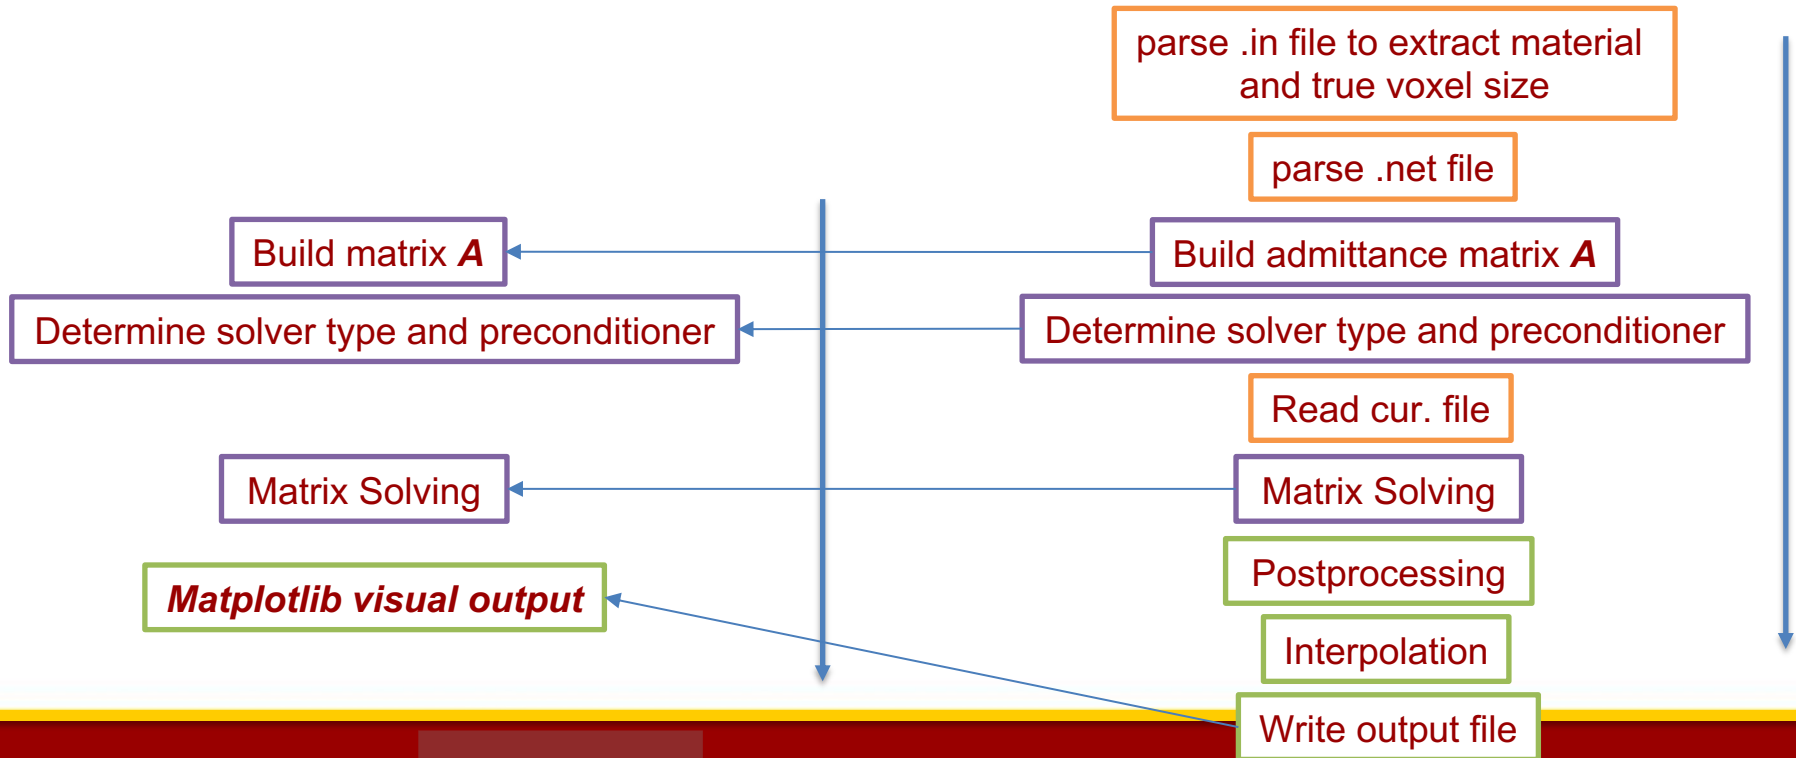 parse .in file to extract material
and true voxel size
parse .net file
Build matrix A
Build admittance matrix A
Determine solver type and preconditioner
Determine solver type and preconditioner
Read cur. file
Matrix Solving
Matrix Solving
Postprocessing
Matplotlib visual output
Interpolation
Write output file